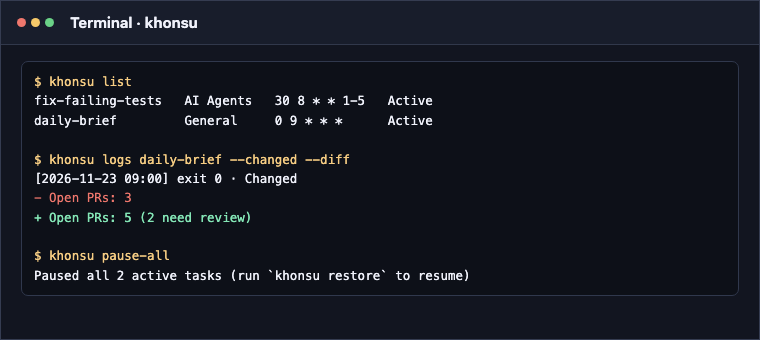 Terminal · khonsu
$ khonsu list
fix-failing-tests   AI Agents   30 8 * * 1-5   Active
daily-brief         General     0 9 * * *      Active
$ khonsu logs daily-brief --changed --diff
[2026-11-23 09:00] exit 0 · Changed
- Open PRs: 3
+ Open PRs: 5 (2 need review)
$ khonsu pause-all
Paused all 2 active tasks (run `khonsu restore` to resume)